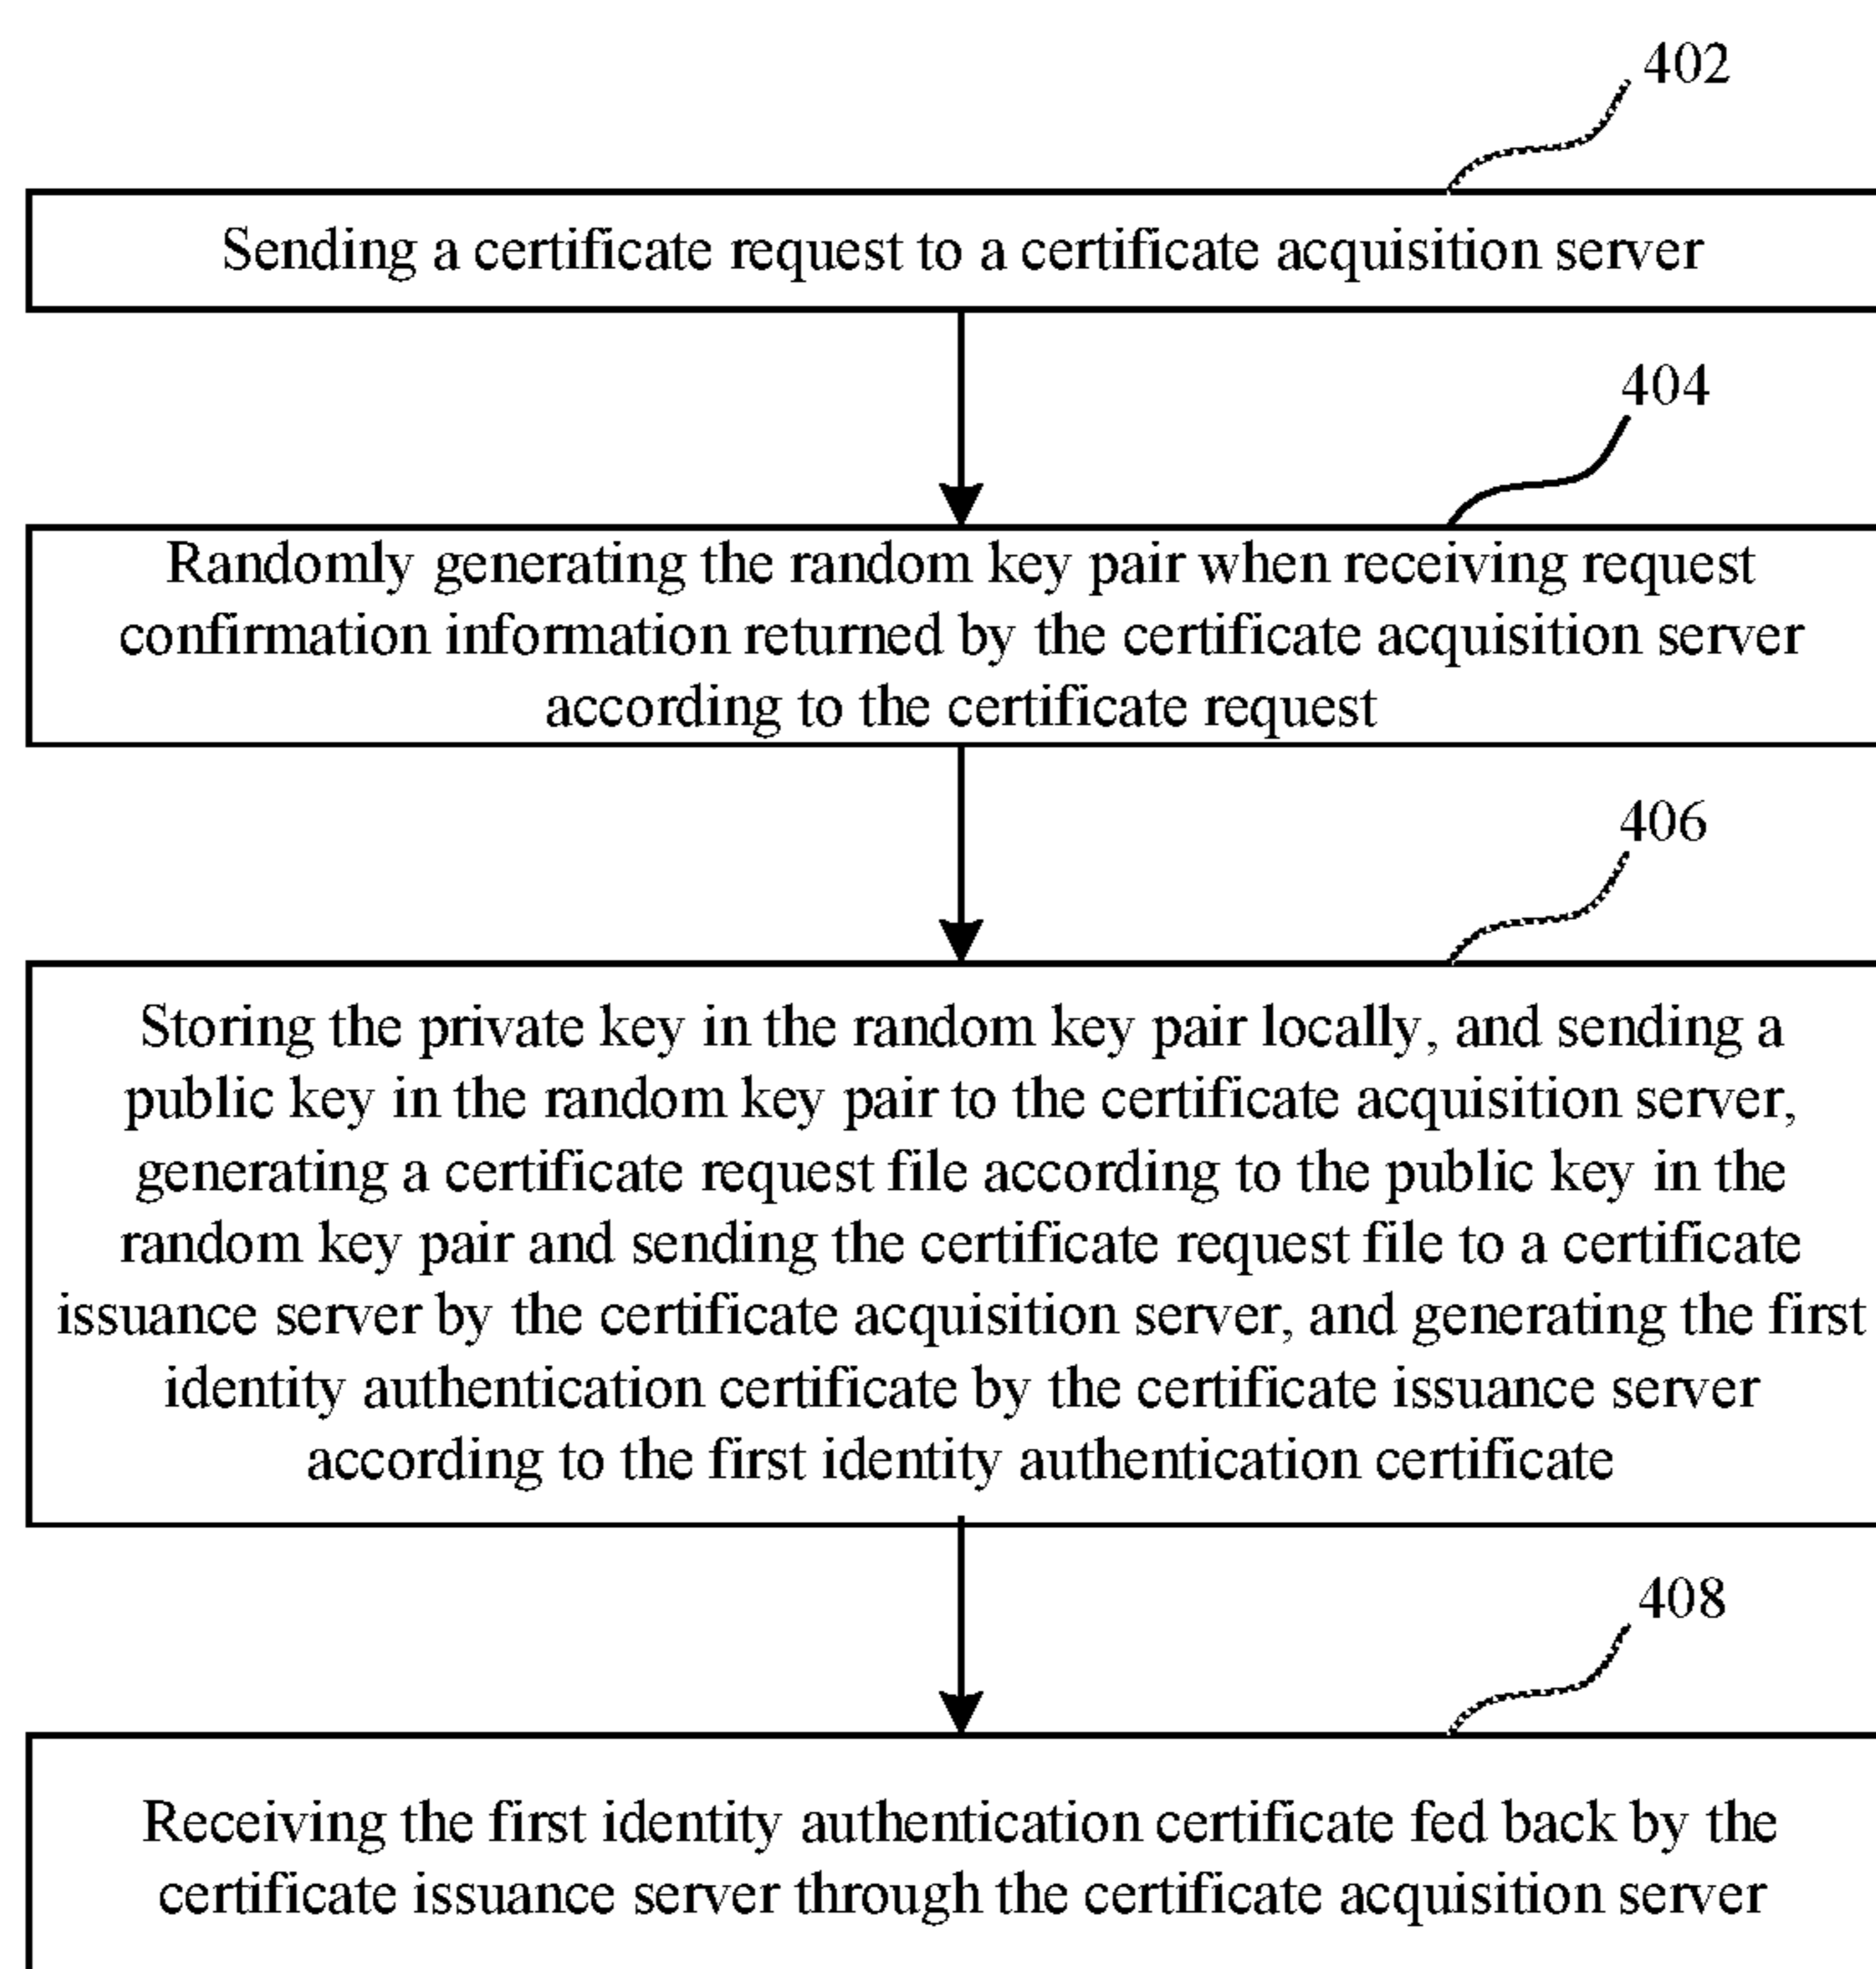 402
Sending a certificate request to a certificate acquisition server
404
Randomly generating the random key pair when receiving request
confirmation information returned by the certificate acquisition server
according to the certificate request
406
Storing the private key in the random key pair locally, and sending a
public key in the random key pair to the certificate acquisition server,
generating a certificate request file according to the public key in the
random key pair and sending the certificate request file to a certificate
issuance server by the certificate acquisition server, and generating the first
identity authentication certificate by the certificate issuance server
according to the first identity authentication certificate
408
Receiving the first identity authentication certificate fed back by the
certificate issuance server through the certificate acquisition server